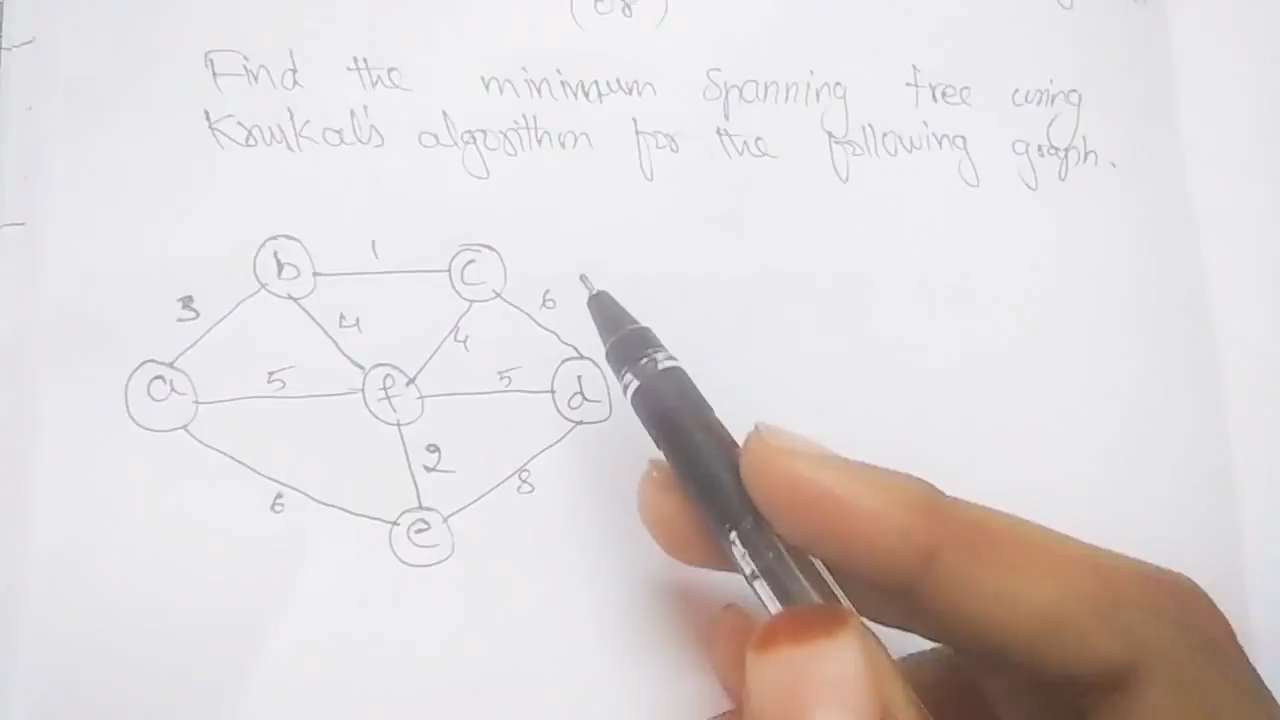 (or)
Find the minimum Spanning tree using
Kruskal's algorithm for the following graph.
b 1 c
3 4 4 6
a 5 f 5 d
6 2 8
e